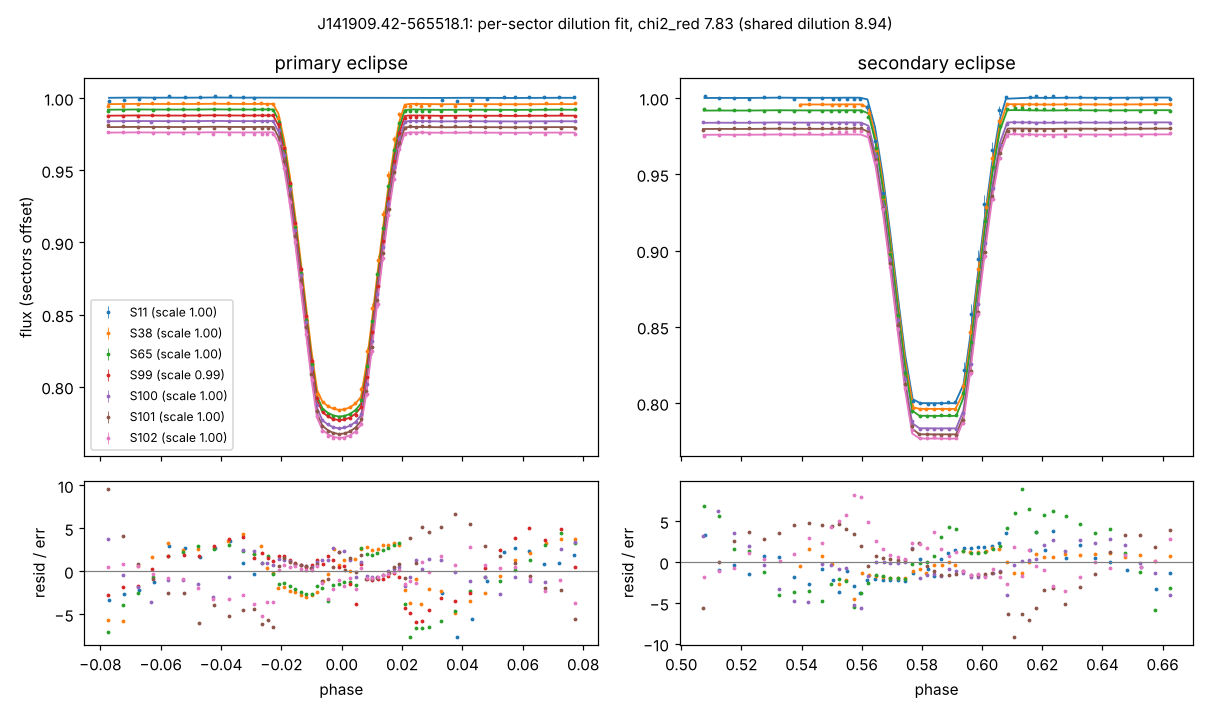 J141909.42-565518.1: per-sector dilution fit, chi2_red 7.83 (shared dilution 8.94)
primary eclipse
secondary eclipse
flux (sectors offset)
1.00
0.95
0.90
0.85
0.80
S11 (scale 1.00)
S38 (scale 1.00)
S65 (scale 1.00)
S99 (scale 0.99)
S100 (scale 1.00)
S101 (scale 1.00)
S102 (scale 1.00)
1.00
0.95
0.90
0.85
0.80
resid / err
10
5
0
−5
−0.08 −0.06 −0.04 −0.02 0.00 0.02 0.04 0.06 0.08
phase
resid / err
5
0
−5
−10
0.50 0.52 0.54 0.56 0.58 0.60 0.62 0.64 0.66
phase